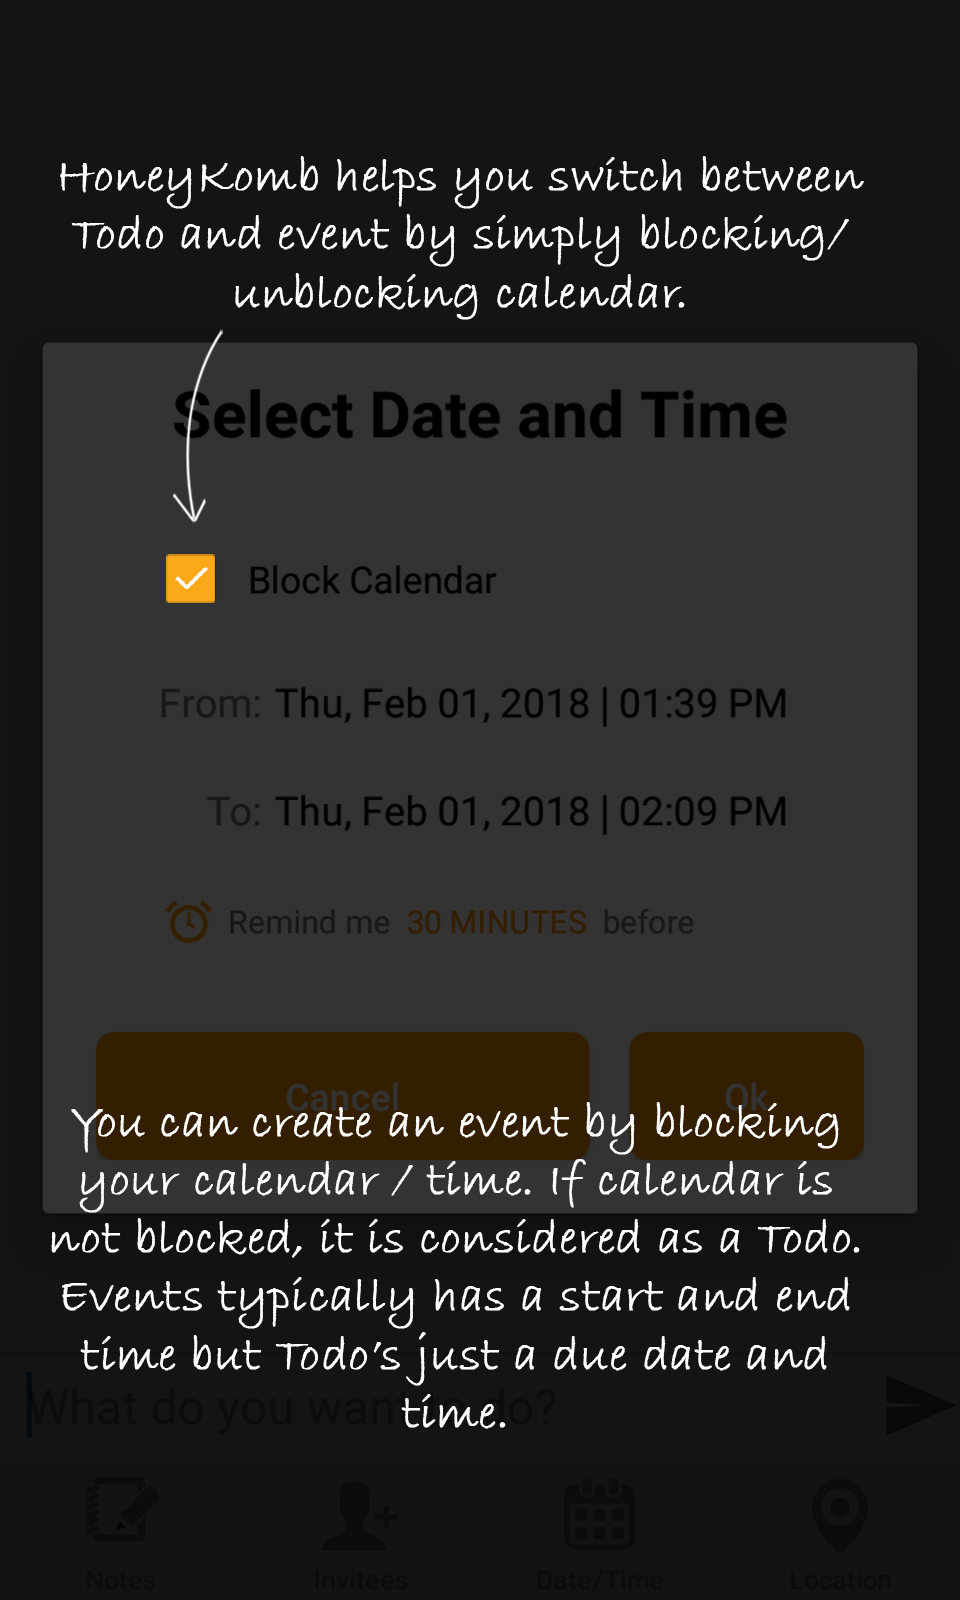 HoneyKomb helps you switch between
Todo and event by simply blocking/
unblocking calendar.
Select Date and Time
Block Calendar
From: Thu, Feb 01, 2018 | 01:39 PM
To: Thu, Feb 01, 2018 | 02:09 PM
Remind me 30 MINUTES before
Cancel Ok
You can create an event by blocking
your calendar / time. If calendar is
not blocked, it is considered as a Todo.
Events typically has a start and end
time but Todo's just a due date and
time.
What do you want to do?
Notes Invitees Date/Time Location